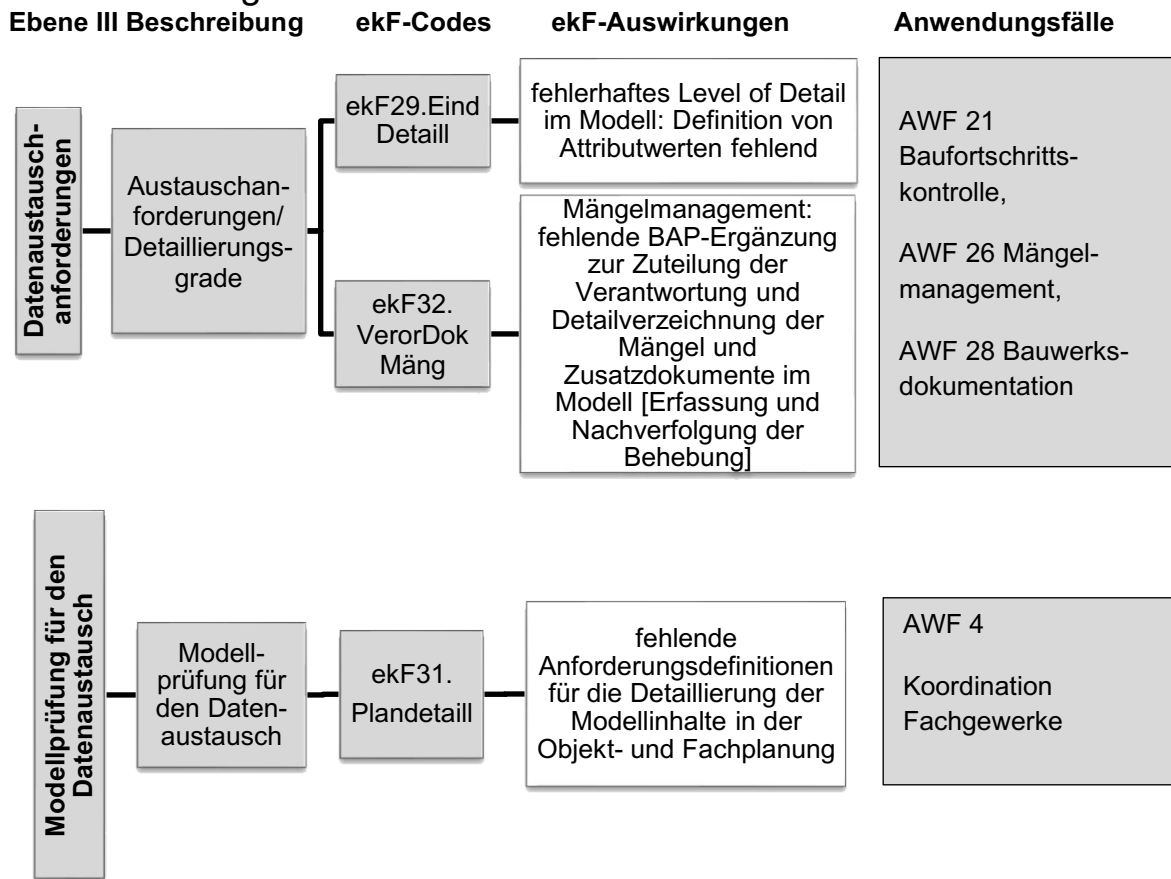 Ebene III Beschreibung ekF-Codes ekF-Auswirkungen Anwendungsfälle
Datenaustausch-
anforderungen
Austauschan-
forderungen/
Detaillierungs-
grade
ekF29.Eind
Detaill
fehlerhaftes Level of Detail
im Modell: Definition von
Attributwerten fehlend
ekF32.
VerorDok
Mäng
Mängelmanagement:
fehlende BAP-Ergänzung
zur Zuteilung der
Verantwortung und
Detailverzeichnung der
Mängel und
Zusatzdokumente im
Modell [Erfassung und
Nachverfolgung der
Behebung]
AWF 21
Baufortschritts-
kontrolle,
AWF 26 Mängel-
management,
AWF 28 Bauwerks-
dokumentation
Modellprüfung für den
Datenaustausch
Modell-
prüfung für
den Daten-
austausch
ekF31.
Plandetaill
fehlende
Anforderungsdefinitionen
für die Detaillierung der
Modellinhalte in der
Objekt- und Fachplanung
AWF 4
Koordination
Fachgewerke